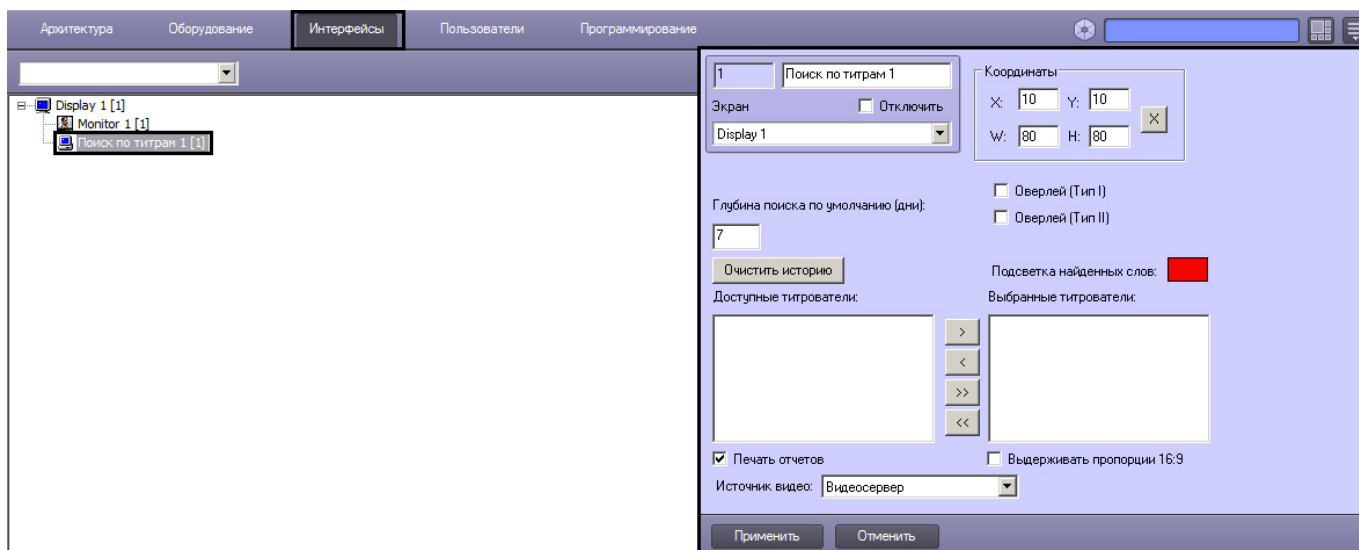 Архитектура Оборудование Интерфейсы Пользователи Программирование
Display 1 [1]
Monitor 1 [1]
Поиск по титрам 1 [1]
1 Поиск по титрам 1
Экран Отключить
Display 1
Координаты
X: 10 Y: 10
X
W: 80 H: 80
Глубина поиска по умолчанию (дни):
7
Оверлей (Тип I)
Оверлей (Тип II)
Очистить историю
Подсветка найденных слов:
Доступные титрователи:
Выбранные титрователи:
>
<
>>
<<
Печать отчетов
Выдерживать пропорции 16:9
Источник видео: Видеосервер
Применить Отменить